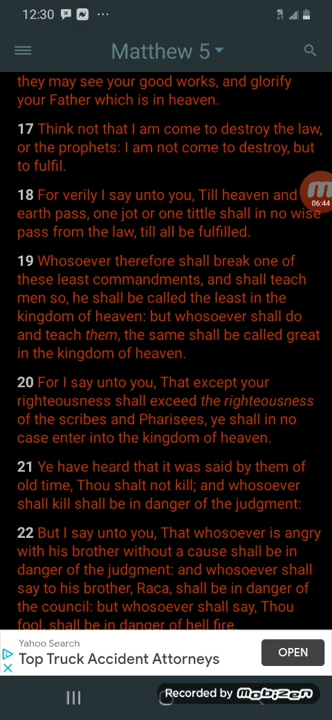 12:30
Matthew 5
they may see your good works, and glorify
your Father which is in heaven.
17 Think not that I am come to destroy the law,
or the prophets: I am not come to destroy, but
to fulfil.
18 For verily I say unto you, Till heaven and
earth pass, one jot or one tittle shall in no wise
pass from the law, till all be fulfilled.
06:44
19 Whosoever therefore shall break one of
these least commandments, and shall teach
men so, he shall be called the least in the
kingdom of heaven: but whosoever shall do
and teach them, the same shall be called great
in the kingdom of heaven.
20 For I say unto you, That except your
righteousness shall exceed the righteousness
of the scribes and Pharisees, ye shall in no
case enter into the kingdom of heaven.
21 Ye have heard that it was said by them of
old time, Thou shalt not kill; and whosoever
shall kill shall be in danger of the judgment:
22 But I say unto you, That whosoever is angry
with his brother without a cause shall be in
danger of the judgment: and whosoever shall
say to his brother, Raca, shall be in danger of
the council: but whosoever shall say, Thou
fool, shall be in danger of hell fire.
Yahoo Search
Top Truck Accident Attorneys
OPEN
Recorded by Mobizen